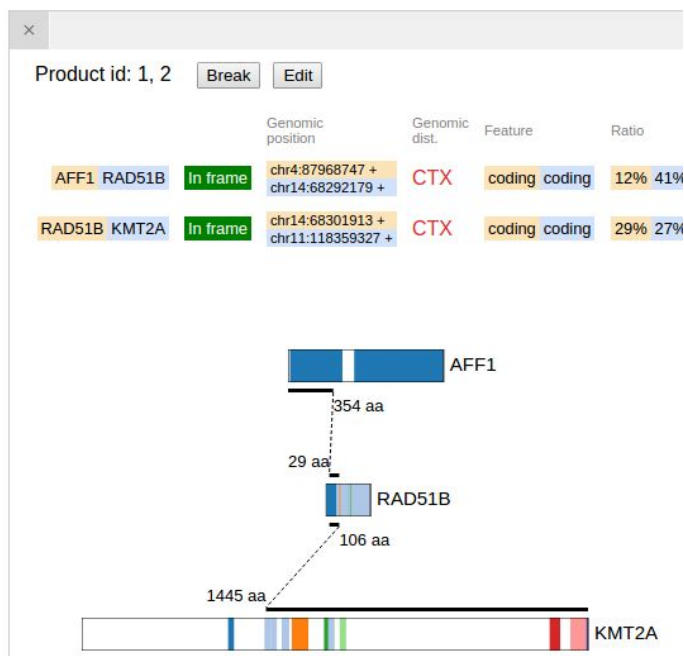 ×
Product id: 1, 2 Break Edit
Genomic position Genomic dist. Feature Ratio
AFF1 RAD51B In frame chr4:87968747 + chr14:68292179 + CTX coding coding 12% 41%
RAD51B KMT2A In frame chr14:68301913 + chr11:118359327 + CTX coding coding 29% 27%
AFF1
354 aa
29 aa
RAD51B
106 aa
1445 aa
KMT2A